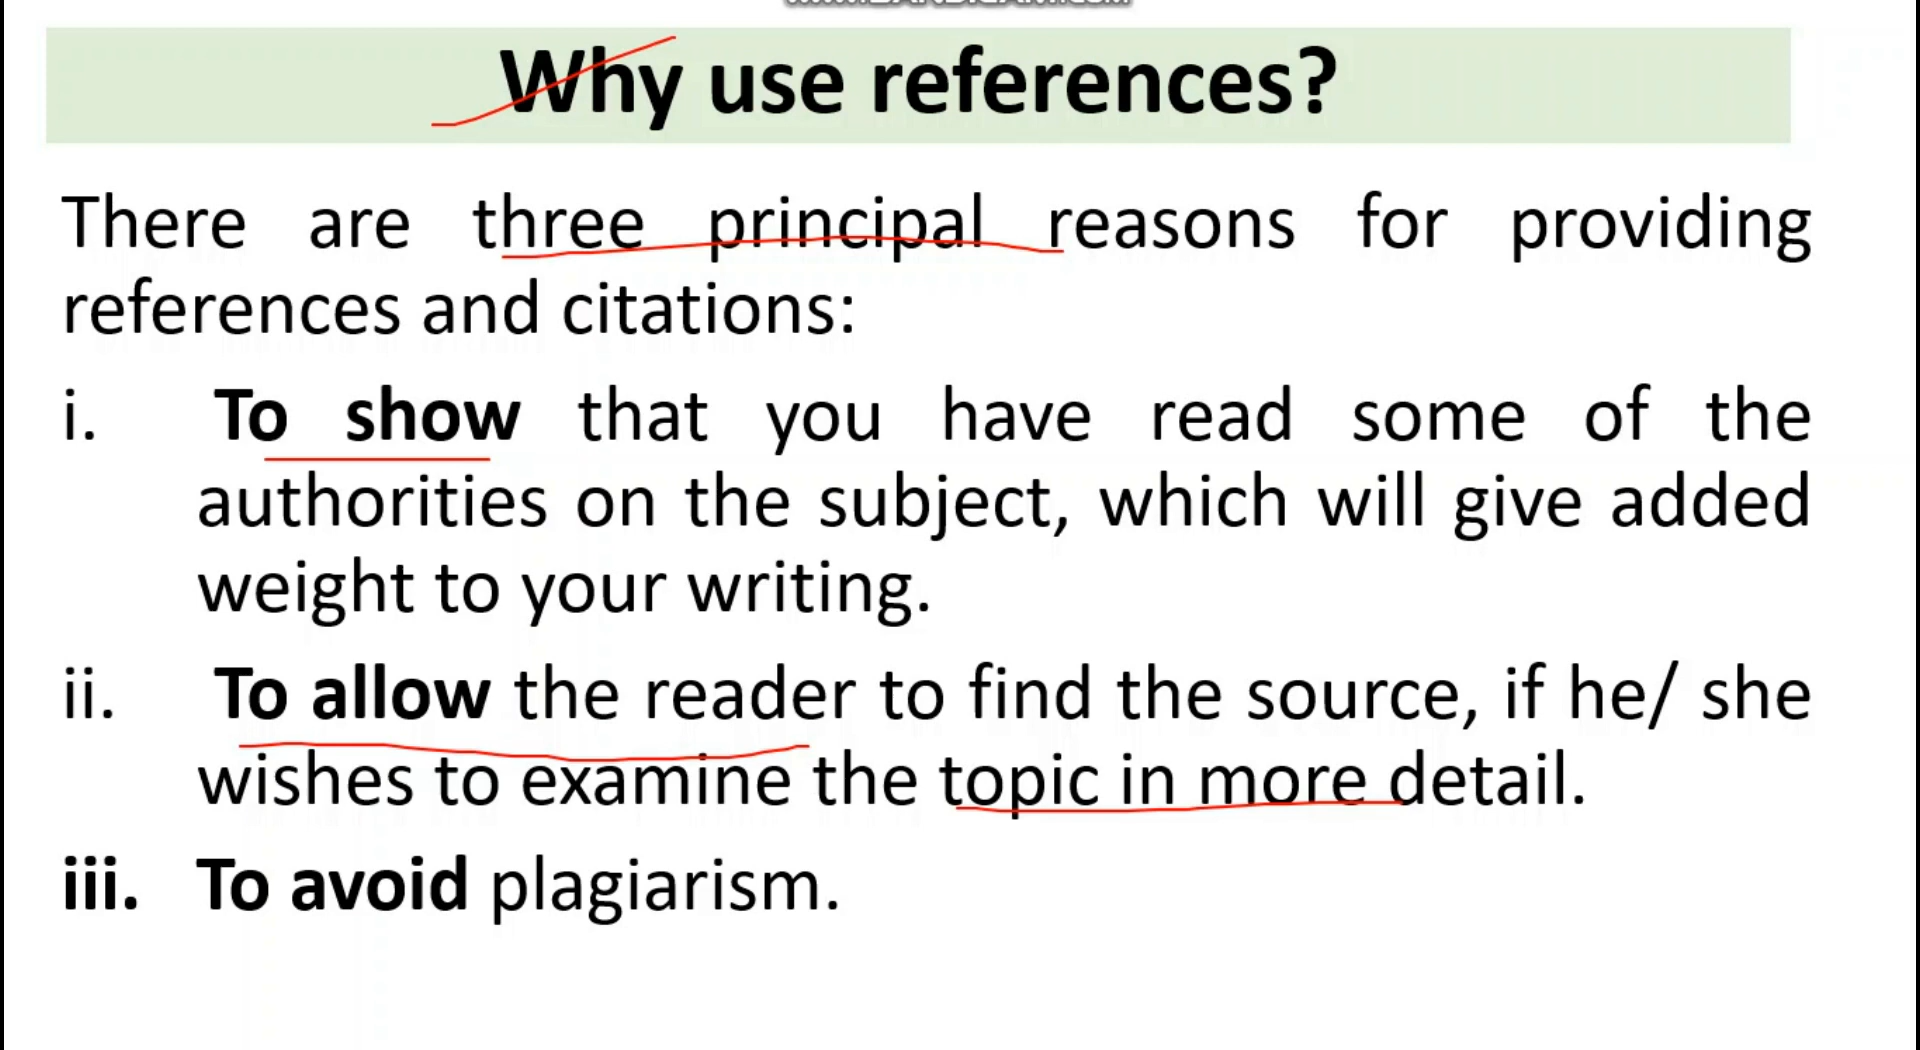 Why use references?
There are three principal reasons for providing
references and citations:
i. To show that you have read some of the
authorities on the subject, which will give added
weight to your writing.
ii. To allow the reader to find the source, if he/ she
wishes to examine the topic in more detail.
iii. To avoid plagiarism.